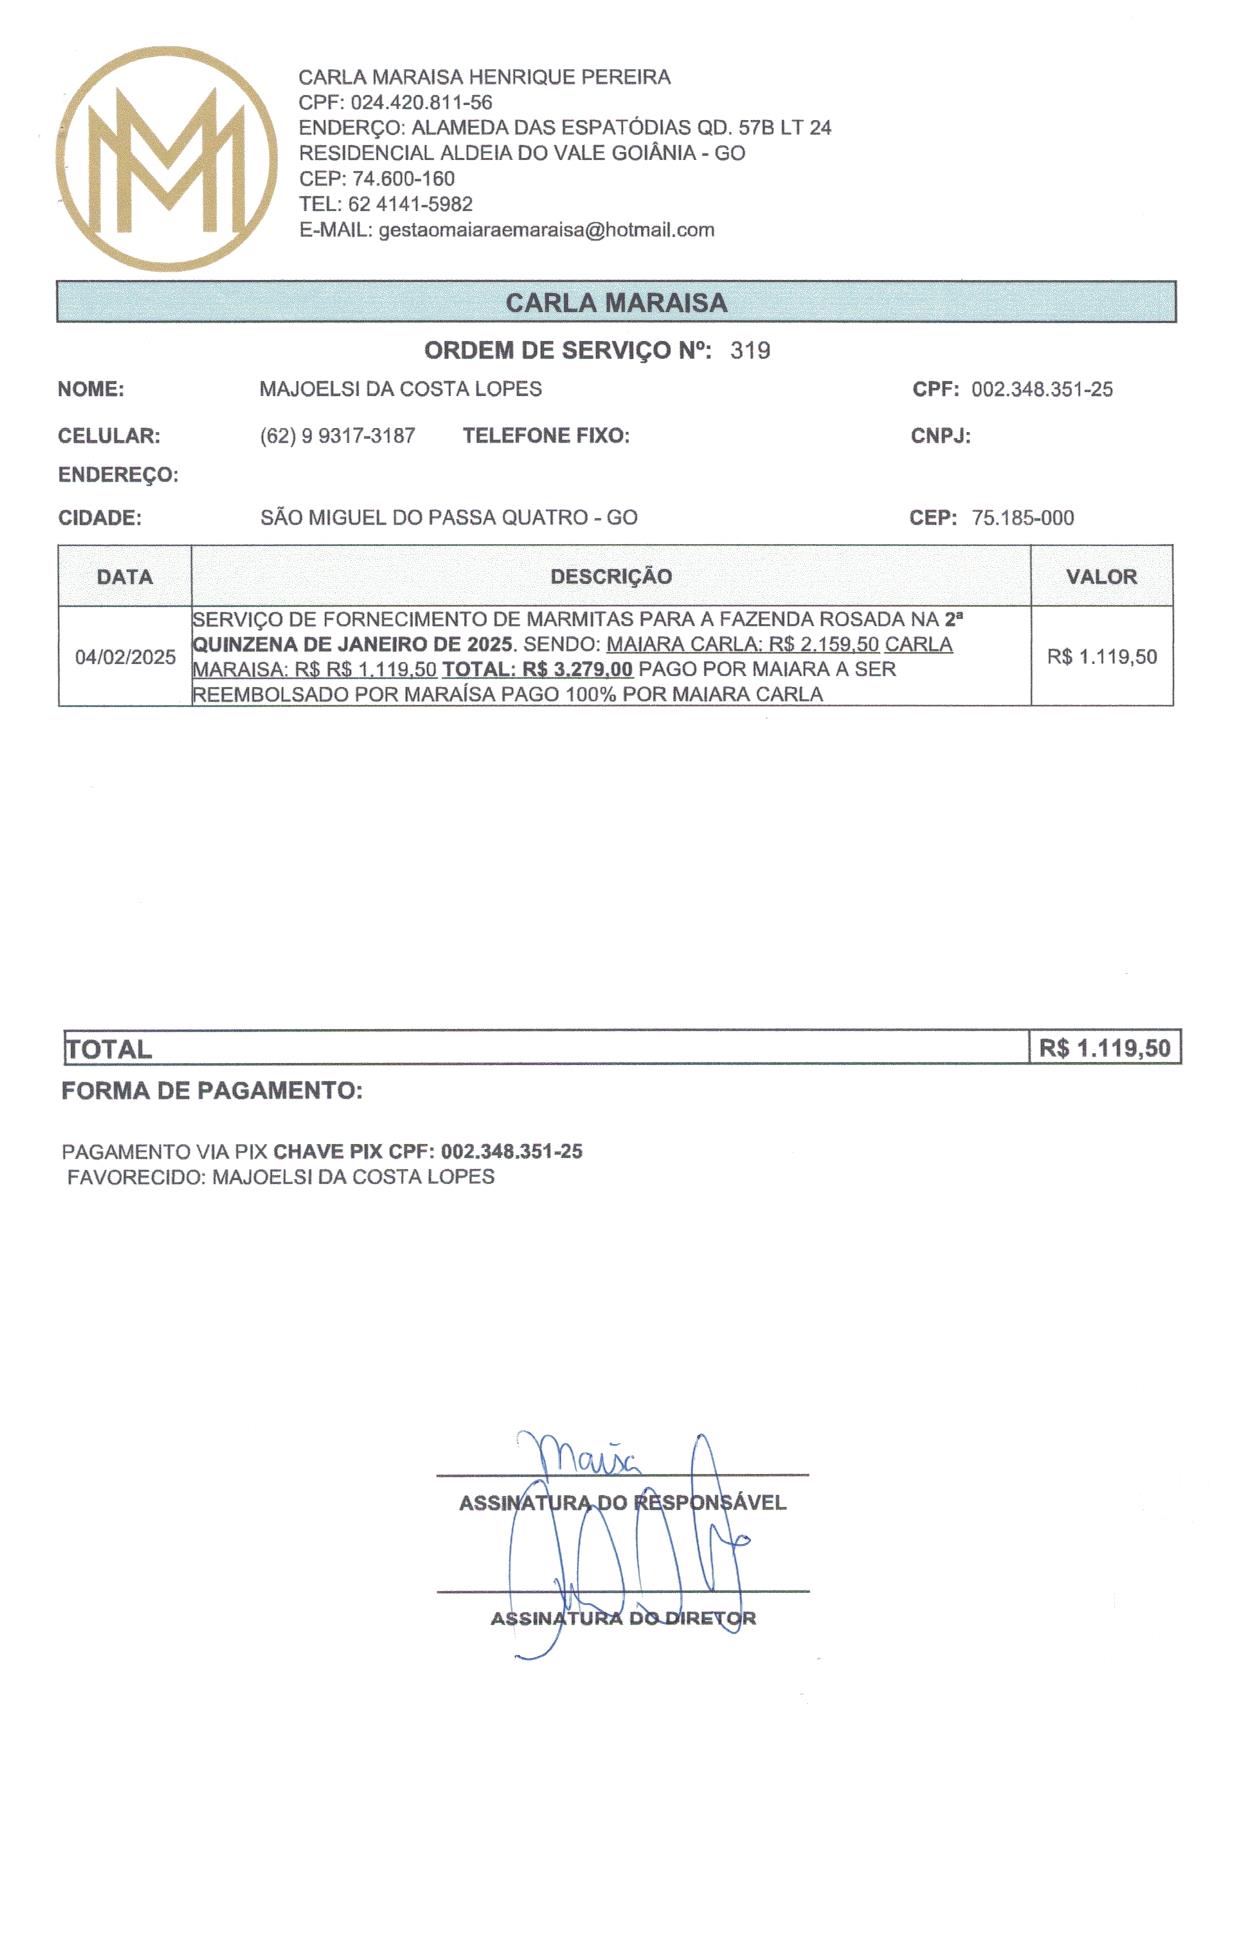 MM
CARLA MARAISA HENRIQUE PEREIRA
CPF: 024.420.811-56
ENDERÇO: ALAMEDA DAS ESPATÓDIAS QD. 57B LT 24
RESIDENCIAL ALDEIA DO VALE GOIÂNIA - GO
CEP: 74.600-160
TEL: 62 4141-5982
E-MAIL: gestaomaiaraemaraisa@hotmail.com
CARLA MARAISA
ORDEM DE SERVIÇO Nº: 319
NOME: MAJOELSI DA COSTA LOPES CPF: 002.348.351-25
CELULAR: (62) 9 9317-3187 TELEFONE FIXO: CNPJ:
ENDEREÇO:
CIDADE: SÃO MIGUEL DO PASSA QUATRO - GO CEP: 75.185-000
DATA DESCRIÇÃO VALOR
SERVIÇO DE FORNECIMENTO DE MARMITAS PARA A FAZENDA ROSADA NA 2ª
QUINZENA DE JANEIRO DE 2025. SENDO: MAIARA CARLA: R$ 2.159,50 CARLA
04/02/2025 MARAISA: R$ R$ 1.119,50 TOTAL: R$ 3.279,00 PAGO POR MAIARA A SER R$ 1.119,50
REEMBOLSADO POR MARAÍSA PAGO 100% POR MAIARA CARLA
TOTAL R$ 1.119,50
FORMA DE PAGAMENTO:
PAGAMENTO VIA PIX CHAVE PIX CPF: 002.348.351-25
FAVORECIDO: MAJOELSI DA COSTA LOPES
ASSINATURA DO RESPONSÁVEL
ASSINATURA DO DIRETOR